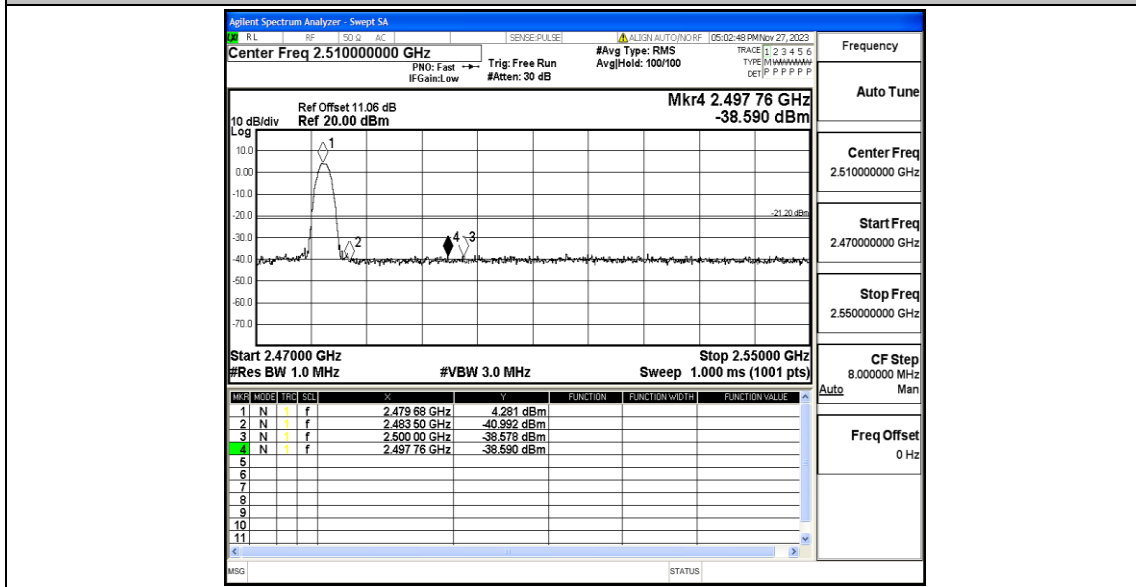 Agilent Spectrum Analyzer - Swept SA
RL RF 50 Ω AC SENSE:PULSE ALIGN AUTO/NO RF 05:02:48 PM Nov 27, 2023
Center Freq 2.510000000 GHz
PNO: Fast
IFGain:Low
Trig: Free Run
#Atten: 30 dB
#Avg Type: RMS
Avg|Hold: 100/100
TRACE 1 2 3 4 5 6
TYPE M WWWWW
DET P P P P P P
Mkr4 2.497 76 GHz
-38.590 dBm
Ref Offset 11.06 dB
10 dB/div Ref 20.00 dBm
Log
10.0
0.00
-10.0
-20.0
-30.0
-40.0
-50.0
-60.0
-70.0
1
2
4
3
-21.20 dBm
Start 2.47000 GHz
Stop 2.55000 GHz
#Res BW 1.0 MHz
#VBW 3.0 MHz
Sweep 1.000 ms (1001 pts)
MKR MODE TRC SCL X Y FUNCTION FUNCTION WIDTH FUNCTION VALUE
1 N 1 f 2.479 68 GHz 4.281 dBm
2 N 1 f 2.483 50 GHz -40.992 dBm
3 N 1 f 2.500 00 GHz -38.578 dBm
4 N 1 f 2.497 76 GHz -38.590 dBm
5
6
7
8
9
10
11
MSG
STATUS
Frequency
Auto Tune
Center Freq
2.510000000 GHz
Start Freq
2.470000000 GHz
Stop Freq
2.550000000 GHz
CF Step
8.000000 MHz
Auto Man
Freq Offset
0 Hz